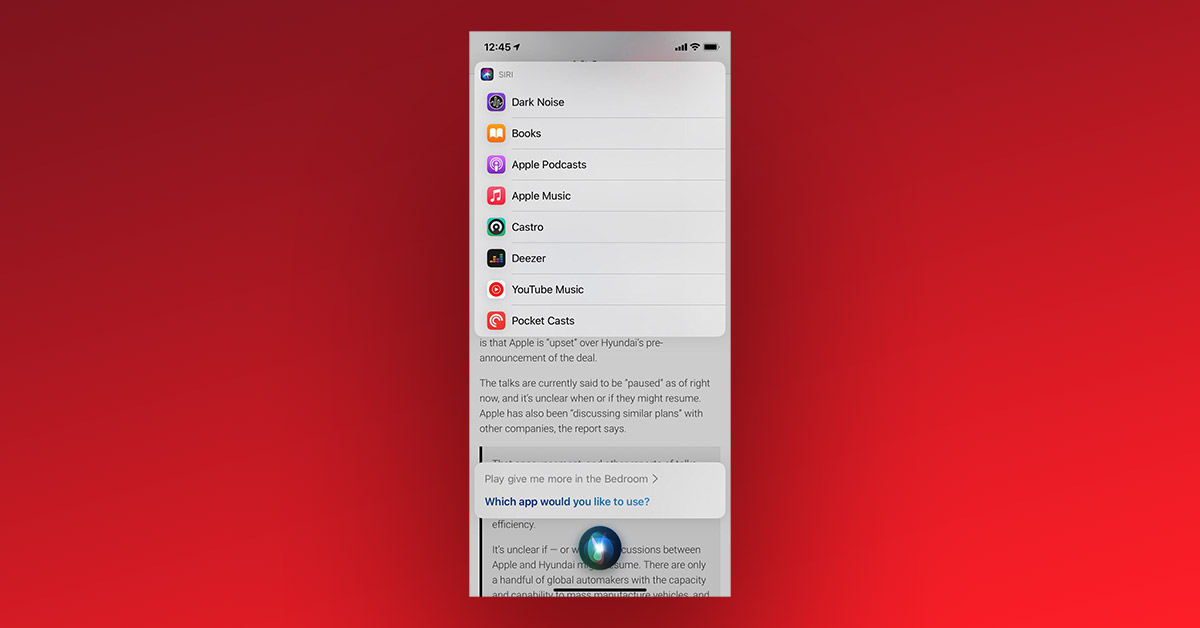 12:45
SIRI
Dark Noise
Books
Apple Podcasts
Apple Music
Castro
Deezer
YouTube Music
Pocket Casts
is that Apple is “upset” over Hyundai’s pre-
announcement of the deal.
The talks are currently said to be “paused” as of right
now, and it’s unclear when or if they might resume.
Apple has also been “discussing similar plans” with
other companies, the report says.
Play give me more in the Bedroom >
Which app would you like to use?
efficiency.
It’s unclear if — or w cussions between
Apple and Hyundai m sume. There are only
a handful of global automakers with the capacity
and capability to mass manufacture vehicles, and